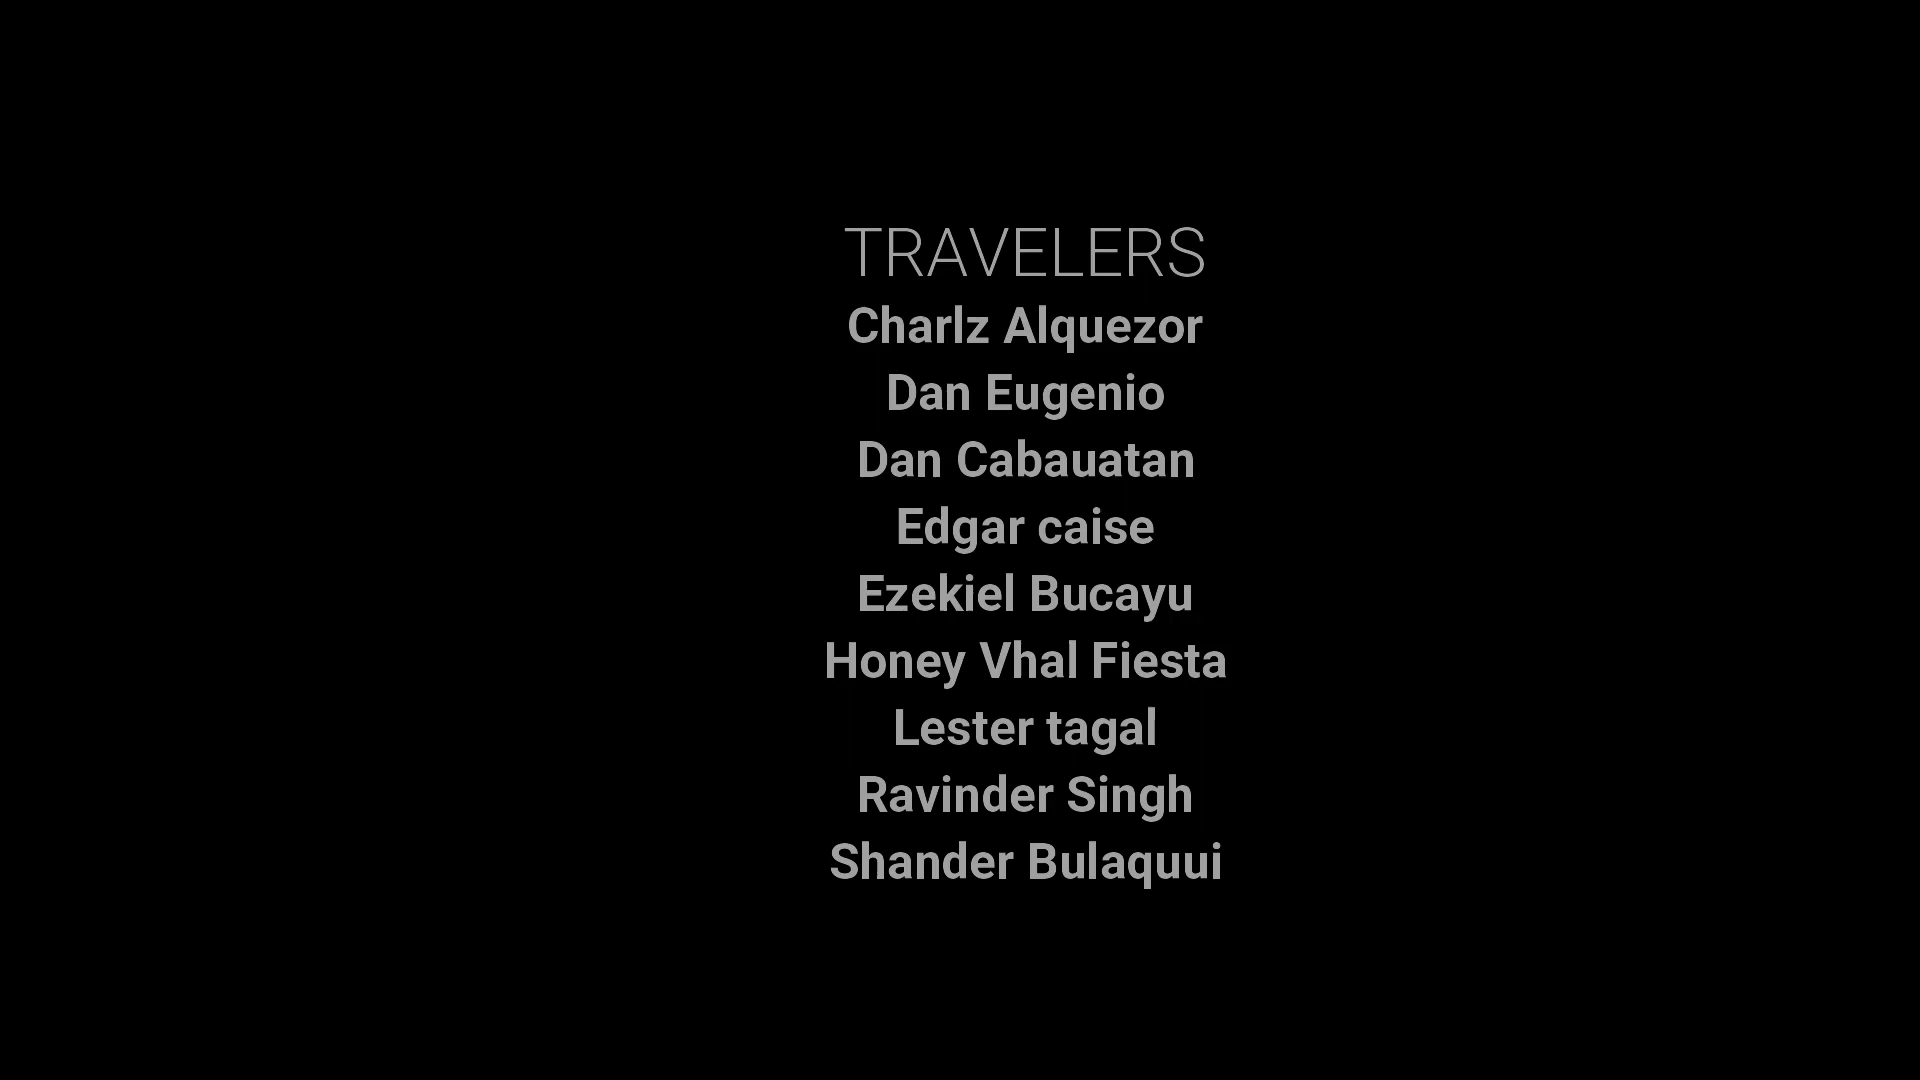 TRAVELERS
Charlz Alquezor
Dan Eugenio
Dan Cabauatan
Edgar caise
Ezekiel Bucayu
Honey Vhal Fiesta
Lester tagal
Ravinder Singh
Shander Bulaquui